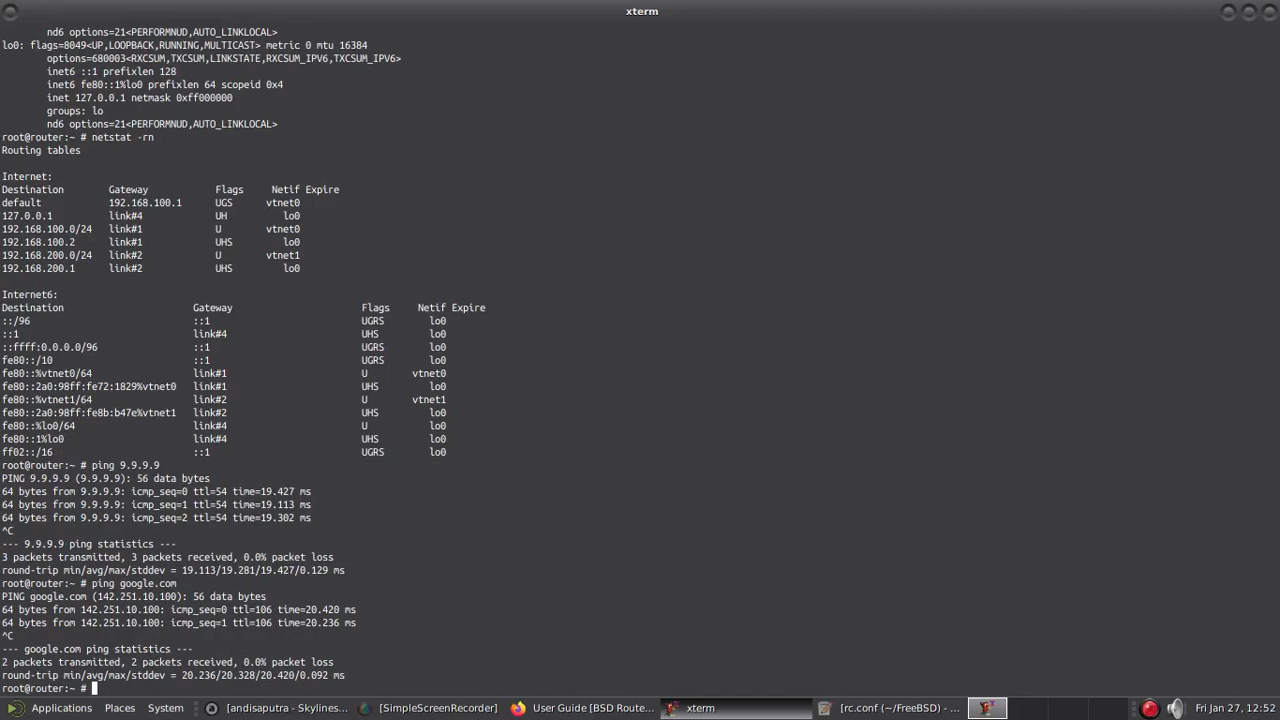 xterm
nd6 options=21<PERFORMNUD,AUTO_LINKLOCAL>
lo0: flags=8049<UP,LOOPBACK,RUNNING,MULTICAST> metric 0 mtu 16384
options=680003<RXCSUM,TXCSUM,LINKSTATE,RXCSUM_IPV6,TXCSUM_IPV6>
inet6 ::1 prefixlen 128
inet6 fe80::1%lo0 prefixlen 64 scopeid 0x4
inet 127.0.0.1 netmask 0xff000000
groups: lo
nd6 options=21<PERFORMNUD,AUTO_LINKLOCAL>
root@router:~ # netstat -rn
Routing tables
Internet:
Destination Gateway Flags Netif Expire
default 192.168.100.1 UGS vtnet0
127.0.0.1 link#4 UH lo0
192.168.100.0/24 link#1 U vtnet0
192.168.100.2 link#1 UHS lo0
192.168.200.0/24 link#2 U vtnet1
192.168.200.1 link#2 UHS lo0
Internet6:
Destination Gateway Flags Netif Expire
::/96 ::1 UGRS lo0
::1 link#4 UHS lo0
::ffff:0.0.0.0/96 ::1 UGRS lo0
fe80::/10 ::1 UGRS lo0
fe80::%vtnet0/64 link#1 U vtnet0
fe80::2a0:98ff:fe72:1829%vtnet0 link#1 UHS lo0
fe80::%vtnet1/64 link#2 U vtnet1
fe80::2a0:98ff:fe8b:b47e%vtnet1 link#2 UHS lo0
fe80::%lo0/64 link#4 U lo0
fe80::1%lo0 link#4 UHS lo0
ff02::/16 ::1 UGRS lo0
root@router:~ # ping 9.9.9.9
PING 9.9.9.9 (9.9.9.9): 56 data bytes
64 bytes from 9.9.9.9: icmp_seq=0 ttl=54 time=19.427 ms
64 bytes from 9.9.9.9: icmp_seq=1 ttl=54 time=19.113 ms
64 bytes from 9.9.9.9: icmp_seq=2 ttl=54 time=19.302 ms
^C
--- 9.9.9.9 ping statistics ---
3 packets transmitted, 3 packets received, 0.0% packet loss
round-trip min/avg/max/stddev = 19.113/19.281/19.427/0.129 ms
root@router:~ # ping google.com
PING google.com (142.251.10.100): 56 data bytes
64 bytes from 142.251.10.100: icmp_seq=0 ttl=106 time=20.420 ms
64 bytes from 142.251.10.100: icmp_seq=1 ttl=106 time=20.236 ms
^C
--- google.com ping statistics ---
2 packets transmitted, 2 packets received, 0.0% packet loss
round-trip min/avg/max/stddev = 20.236/20.328/20.420/0.092 ms
root@router:~ #
Applications Places System [andisaputra - Skylines... [SimpleScreenRecorder] User Guide [BSD Route... xterm [rc.conf (~/FreeBSD) - ... Fri Jan 27, 12:52